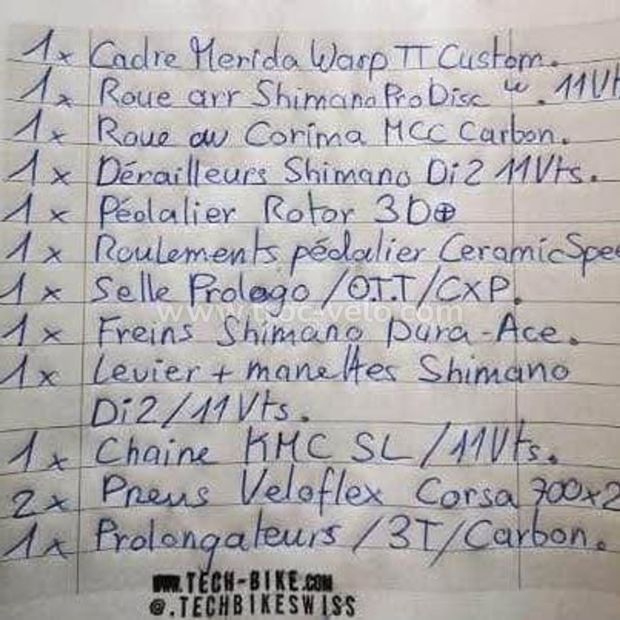 1x Cadre Merida Warp TT Custom.
1x Roue arr Shimano Pro Disc . 11Vt
1x Roue av Corima MCC Carbon.
1x Dérailleurs Shimano Di2 11Vts.
1x Pédalier Rotor 3D⊕
1x Roulements pédalier CeramicSpee
1x Selle Prologo /O.T.T/CXP.
www.troc-velo.com
1x Freins Shimano Dura-Ace.
1x Levier + manettes Shimano
Di2/11Vts.
1x Chaine KMC SL /11Vts.
2x Pneus Veloflex Corsa 700x2
1x Prolongateurs /3T/Carbon.
www.TECH-BIKE.com
@.TECHBIKESWISS